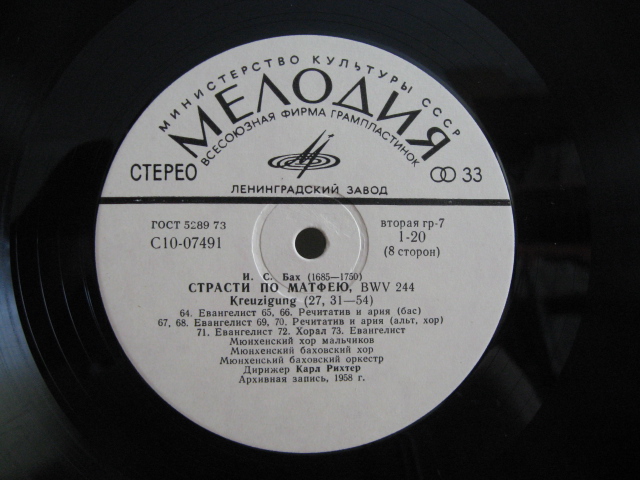 МИНИСТЕРСТВО КУЛЬТУРЫ СССР
МЕЛОДИЯ
ВСЕСОЮЗНАЯ ФИРМА ГРАМПЛАСТИНОК
СТЕРЕО
33
ЛЕНИНГРАДСКИЙ ЗАВОД
ГОСТ 5289 73
вторая гр-7
С10-07491
1-20
(8 сторон)
И. С. Бах (1685—1750)
СТРАСТИ ПО МАТФЕЮ, BWV 244
Kreuzigung (27, 31—54)
64. Евангелист 65, 66. Речитатив и ария (бас)
67, 68. Евангелист 69, 70. Речитатив и ария (альт, хор)
71. Евангелист 72. Хорал 73. Евангелист
Мюнхенский хор мальчиков
Мюнхенский баховский хор
Мюнхенский баховский оркестр
Дирижер Карл Рихтер
Архивная запись, 1958 г.